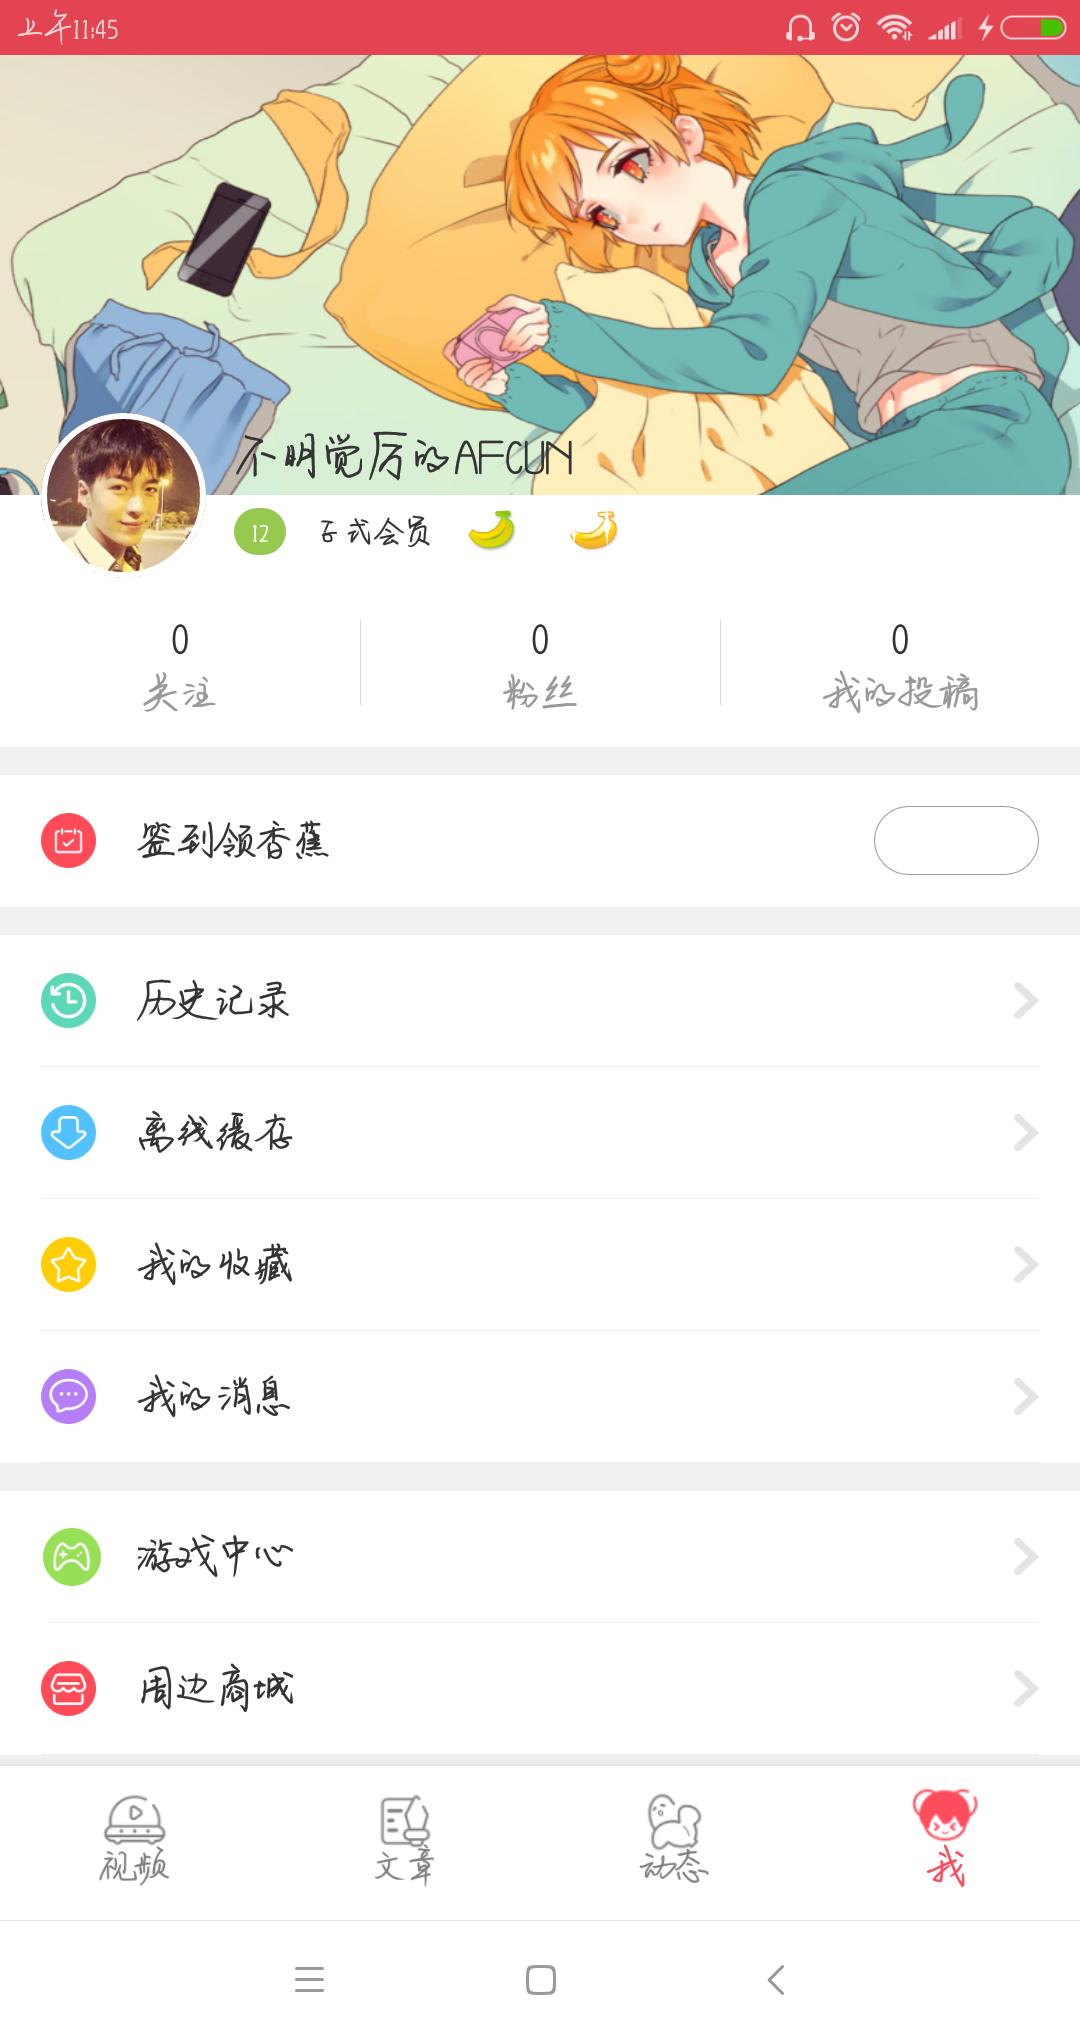 上午11:45
不明觉厉的AFCUN
12 正式会员
0 0 0
关注 粉丝 我的投稿
签到领香蕉
历史记录
离线缓存
我的收藏
我的消息
游戏中心
周边商城
视频 文章 动态 我